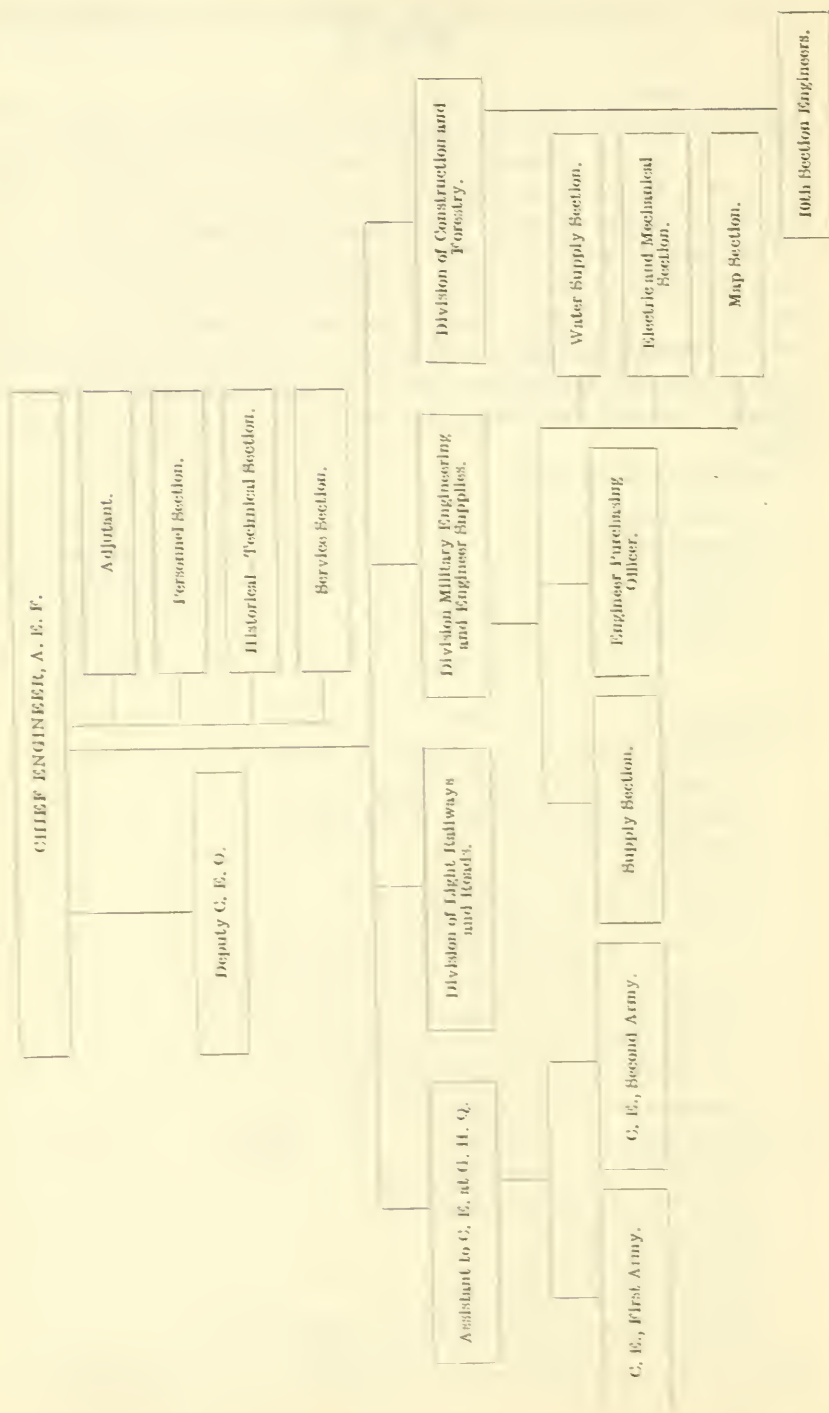 CHIEF ENGINEER, A. E. F.
Deputy C. E. O.
Adjutant.
Personnel Section.
Historical-Technical Section.
Service Section.
Assistant to C. E. at G. H. Q.
Division of Light Railways
and Roads.
Division Military Engineering
and Engineer Supplies.
Division of Construction and
Forestry.
C. E., First Army.
C. E., Second Army.
Supply Section.
Engineer Purchasing
Officer.
Water Supply Section.
Electric and Mechanical
Section.
Map Section.
10th Section Engineers.